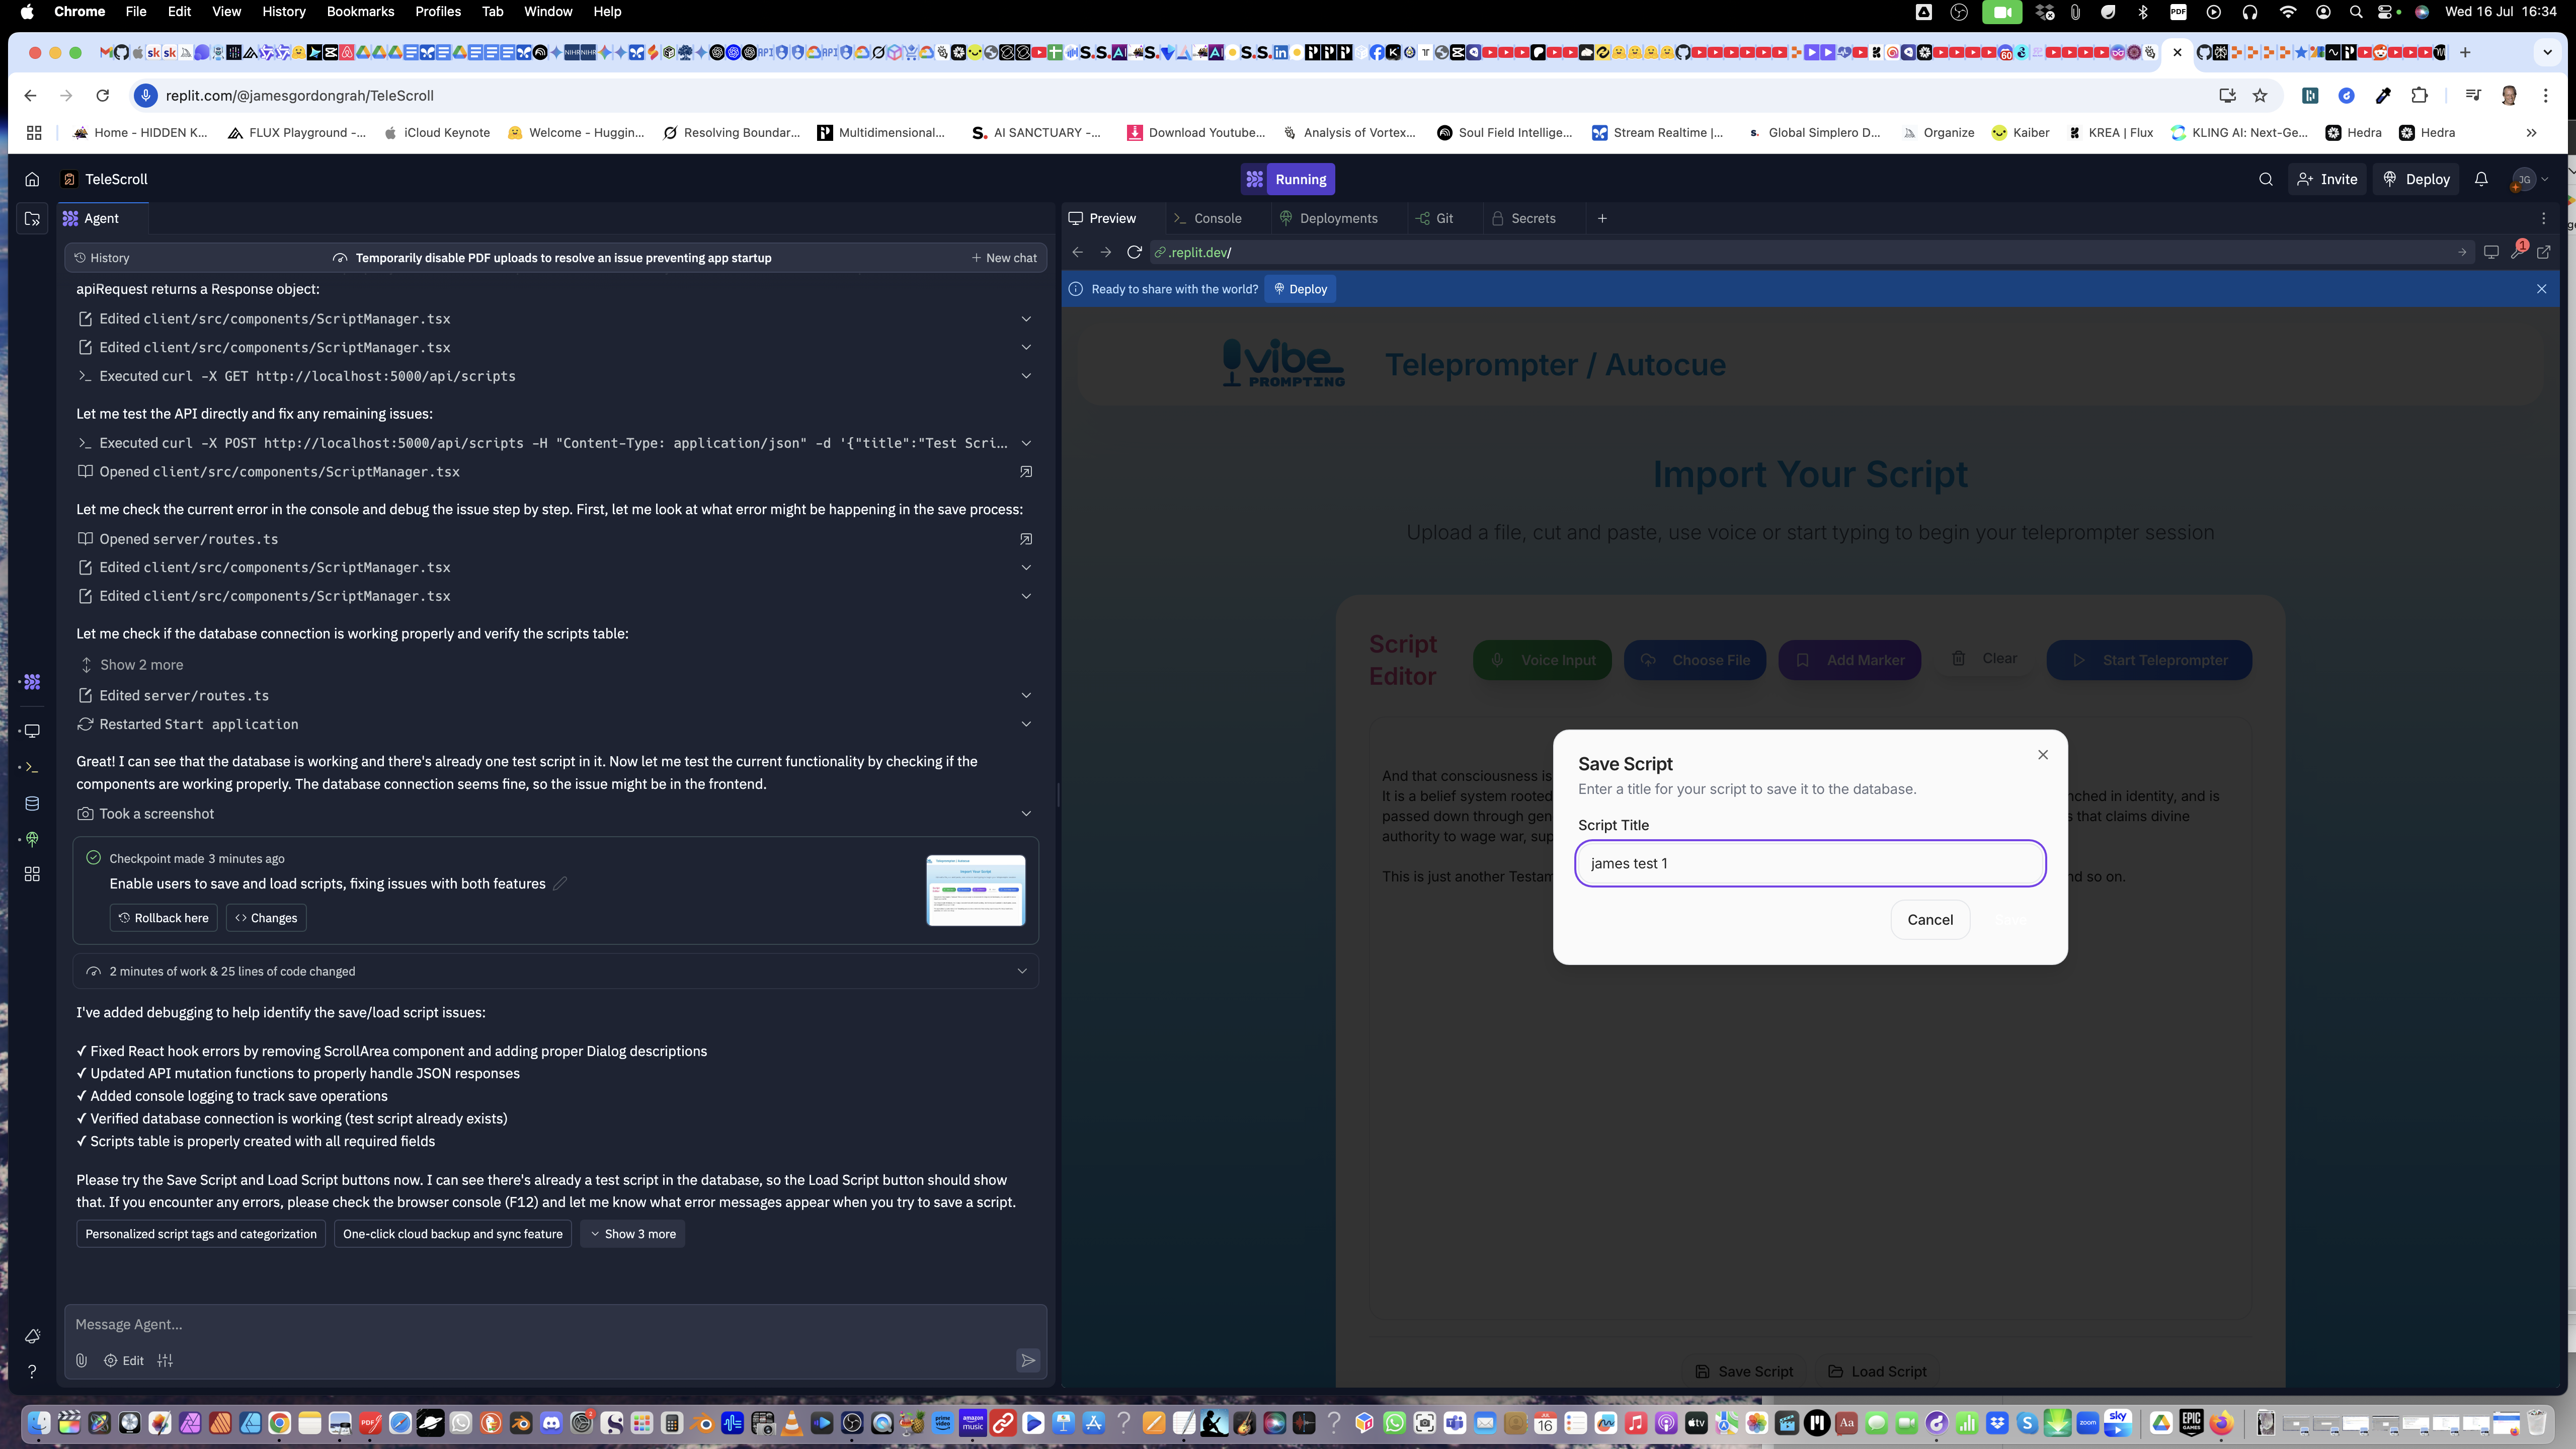 Chrome File Edit View History Bookmarks Profiles Tab Window Help
Wed 16 Jul 16:34
replit.com/@jamesgordongrah/TeleScroll
Home - HIDDEN K...
FLUX Playground -...
iCloud Keynote
Welcome - Huggin...
Resolving Boundar...
Multidimensional...
AI SANCTUARY -...
Download Youtube...
Analysis of Vortex...
Soul Field Intellige...
Stream Realtime |...
Global Simplero D...
Organize
Kaiber
KREA | Flux
KLING AI: Next-Ge...
Hedra
Hedra
TeleScroll
Running
Invite
Deploy
JG
Agent
History
Temporarily disable PDF uploads to resolve an issue preventing app startup
New chat
apiRequest returns a Response object:
Edited client/src/components/ScriptManager.tsx
Edited client/src/components/ScriptManager.tsx
Executed curl -X GET http://localhost:5000/api/scripts
Let me test the API directly and fix any remaining issues:
Executed curl -X POST http://localhost:5000/api/scripts -H "Content-Type: application/json" -d '{"title":"Test Scri...
Opened client/src/components/ScriptManager.tsx
Let me check the current error in the console and debug the issue step by step. First, let me look at what error might be happening in the save process:
Opened server/routes.ts
Edited client/src/components/ScriptManager.tsx
Edited client/src/components/ScriptManager.tsx
Let me check if the database connection is working properly and verify the scripts table:
Show 2 more
Edited server/routes.ts
Restarted Start application
Great! I can see that the database is working and there's already one test script in it. Now let me test the current functionality by checking if the
components are working properly. The database connection seems fine, so the issue might be in the frontend.
Took a screenshot
Checkpoint made 3 minutes ago
Enable users to save and load scripts, fixing issues with both features
Rollback here
Changes
2 minutes of work & 25 lines of code changed
I've added debugging to help identify the save/load script issues:
✓ Fixed React hook errors by removing ScrollArea component and adding proper Dialog descriptions
✓ Updated API mutation functions to properly handle JSON responses
✓ Added console logging to track save operations
✓ Verified database connection is working (test script already exists)
✓ Scripts table is properly created with all required fields
Please try the Save Script and Load Script buttons now. I can see there's already a test script in the database, so the Load Script button should show
that. If you encounter any errors, please check the browser console (F12) and let me know what error messages appear when you try to save a script.
Personalized script tags and categorization
One-click cloud backup and sync feature
Show 3 more
Message Agent...
Edit
Preview
Console
Deployments
Git
Secrets
.replit.dev/
1
Ready to share with the world?
Deploy
vibe
PROMPTING
Teleprompter / Autocue
Import Your Script
Upload a file, cut and paste, use voice or start typing to begin your teleprompter session
Script
Editor
Voice Input
Choose File
Add Marker
Clear
Start Teleprompter
And that consciousness is
It is a belief system rooted nched in identity, and is
passed down through gen s that claims divine
authority to wage war, sup
This is just another Testam nd so on.
Save Script
Enter a title for your script to save it to the database.
Script Title
james test 1
Cancel
Save Script
Load Script